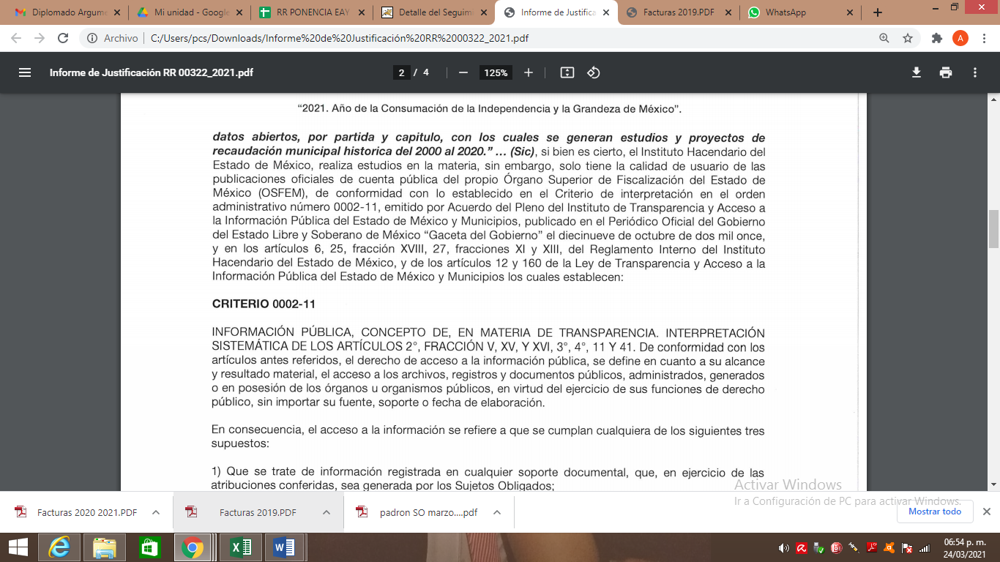 Diplomado Argume
Mi unidad - Google
RR PONENCIA EAY
Detalle del Seguim
Informe de Justifica
Facturas 2019.PDF
WhatsApp
Archivo
C:/Users/pcs/Downloads/Informe%20de%20Justificación%20RR%2000322_2021.pdf
A
Informe de Justificación RR 00322_2021.pdf
2 / 4
125%
“2021. Año de la Consumación de la Independencia y la Grandeza de México”.
datos abiertos, por partida y capitulo, con los cuales se generan estudios y proyectos de
recaudación municipal historica del 2000 al 2020.” ... (Sic), si bien es cierto, el Instituto Hacendario del
Estado de México, realiza estudios en la materia, sin embargo, solo tiene la calidad de usuario de las
publicaciones oficiales de cuenta pública del propio Órgano Superior de Fiscalización del Estado de
México (OSFEM), de conformidad con lo establecido en el Criterio de interpretación en el orden
administrativo número 0002-11, emitido por Acuerdo del Pleno del Instituto de Transparencia y Acceso a
la Información Pública del Estado de México y Municipios, publicado en el Periódico Oficial del Gobierno
del Estado Libre y Soberano de México “Gaceta del Gobierno” el diecinueve de octubre de dos mil once,
y en los artículos 6, 25, fracción XVIII, 27, fracciones XI y XIII, del Reglamento Interno del Instituto
Hacendario del Estado de México, y de los artículos 12 y 160 de la Ley de Transparencia y Acceso a la
Información Pública del Estado de México y Municipios los cuales establecen:
CRITERIO 0002-11
INFORMACIÓN PÚBLICA, CONCEPTO DE, EN MATERIA DE TRANSPARENCIA. INTERPRETACIÓN
SISTEMÁTICA DE LOS ARTÍCULOS 2°, FRACCIÓN V, XV, Y XVI, 3°, 4°, 11 Y 41. De conformidad con los
artículos antes referidos, el derecho de acceso a la información pública, se define en cuanto a su alcance
y resultado material, el acceso a los archivos, registros y documentos públicos, administrados, generados
o en posesión de los órganos u organismos públicos, en virtud del ejercicio de sus funciones de derecho
público, sin importar su fuente, soporte o fecha de elaboración.
En consecuencia, el acceso a la información se refiere a que se cumplan cualquiera de los siguientes tres
supuestos:
1) Que se trate de información registrada en cualquier soporte documental, que, en ejercicio de las
atribuciones conferidas, sea generada por los Sujetos Obligados;
Activar Windows
Ir a Configuración de PC para activar Windows.
Facturas 2020 2021.PDF
Facturas 2019.PDF
padron SO marzo....pdf
Mostrar todo
06:54 p. m.
24/03/2021